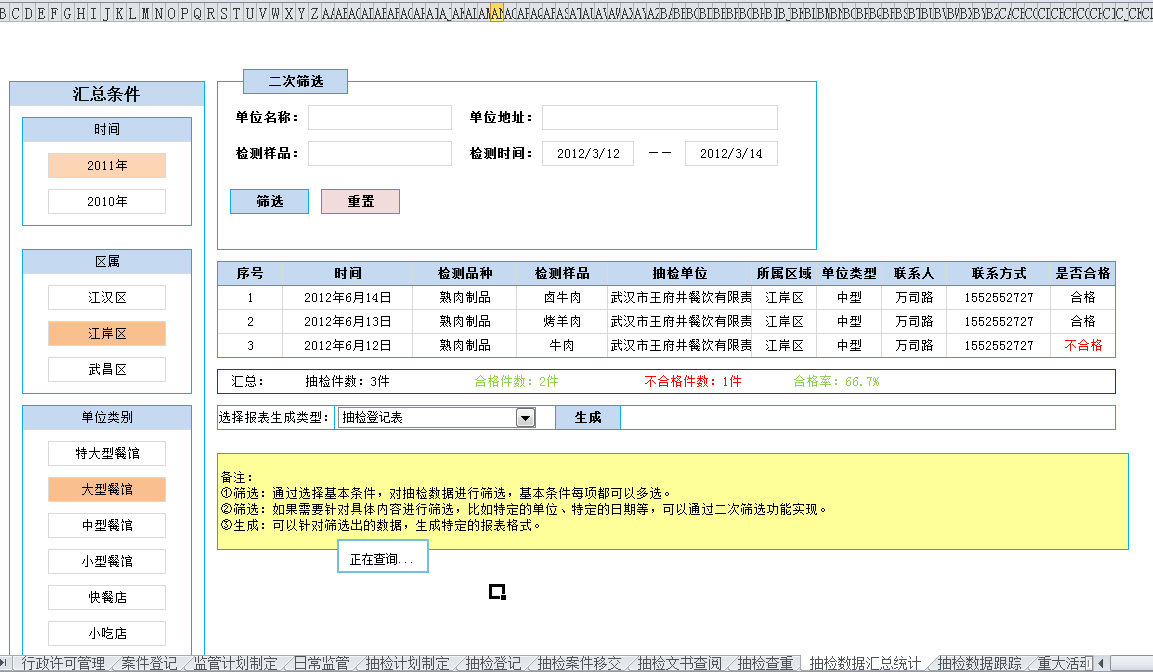 汇总条件
时间
2011年
2010年
区属
江汉区
江岸区
武昌区
单位类别
特大型餐馆
大型餐馆
中型餐馆
小型餐馆
快餐店
小吃店
二次筛选
单位名称: 单位地址:
检测样品: 检测时间: 2012/3/12 —— 2012/3/14
筛选 重置
序号 时间 检测品种 检测样品 抽检单位 所属区域 单位类型 联系人 联系方式 是否合格
1 2012年6月14日 熟肉制品 卤牛肉 武汉市王府井餐饮有限责 江岸区 中型 万司路 1552552727 合格
2 2012年6月13日 熟肉制品 烤羊肉 武汉市王府井餐饮有限责 江岸区 中型 万司路 1552552727 合格
3 2012年6月12日 熟肉制品 牛肉 武汉市王府井餐饮有限责 江岸区 中型 万司路 1552552727 不合格
汇总: 抽检件数:3件 合格件数:2件 不合格件数:1件 合格率:66.7%
选择报表生成类型: 抽检登记表 生成
备注:
①筛选:通过选择基本条件,对抽检数据进行筛选,基本条件每项都可以多选。
②筛选:如果需要针对具体内容进行筛选,比如特定的单位、特定的日期等,可以通过二次筛选功能实现。
③生成:可以针对筛选出的数据,生成特定的报表格式。
正在查询...
行政许可管理 案件登记 监管计划制定 日常监管 抽检计划制定 抽检登记 抽检案件移交 抽检文书查阅 抽检查重 抽检数据汇总统计 抽检数据跟踪 重大活动